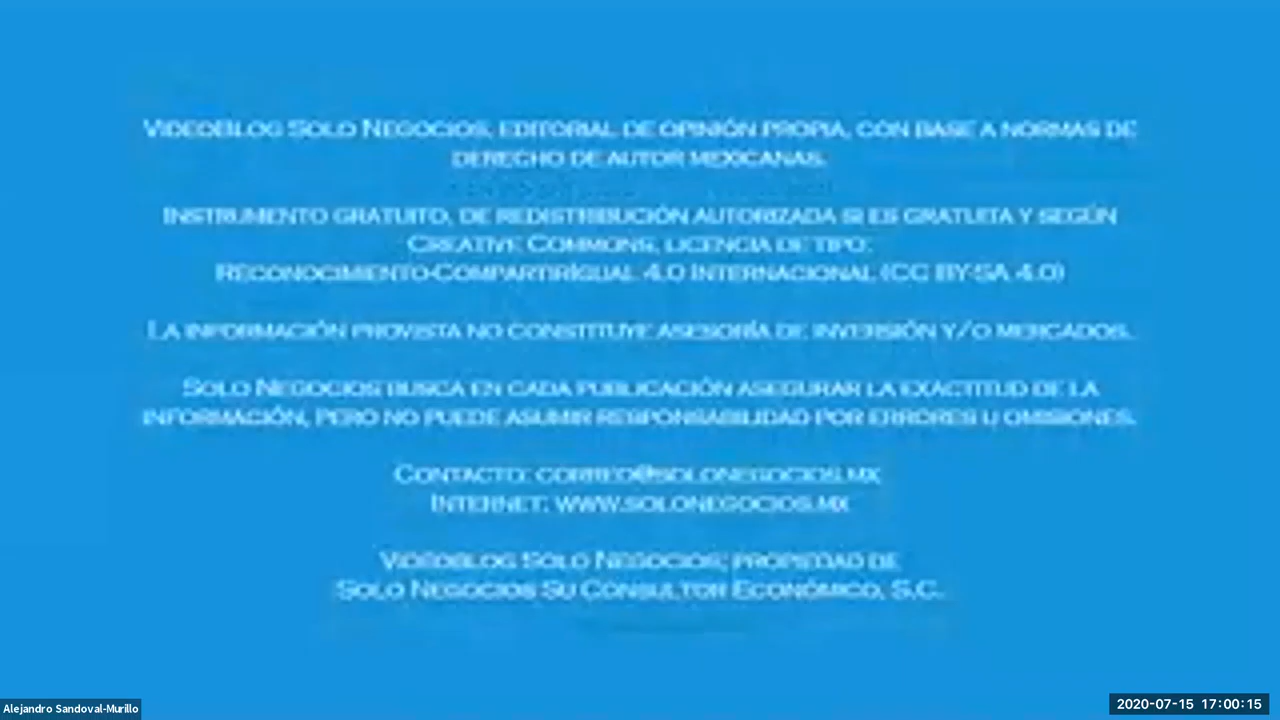 Videoblog Solo Negocios, editorial de opinión propia, con base a normas de
derecho de autor mexicanas.
Instrumento gratuito, de redistribución autorizada si es gratuita y según
Creative Commons, licencia de tipo:
Reconocimiento-CompartirIgual 4.0 Internacional (CC BY-SA 4.0)
La información provista no constituye asesoría de inversión y/o mercados.
Solo Negocios busca en cada publicación asegurar la exactitud de la
información, pero no puede asumir responsabilidad por errores u omisiones.
Contacto: correo@solonegocios.mx
Internet: www.solonegocios.mx
Videoblog Solo Negocios; propiedad de
Solo Negocios Su Consultor Económico, S.C.
Alejandro Sandoval-Murillo
2020-07-15 17:00:15